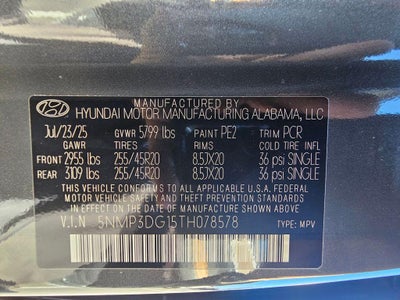 MANUFACTURED BY
HYUNDAI MOTOR MANUFACTURING ALABAMA, LLC
Jul/23/25 GVWR 5799 lbs PAINT PE2 TRIM PCR
GAWR TIRES RIMS COLD TIRE INFL
FRONT 2955 lbs 255/45R20 8.5JX20 36 psi SINGLE
REAR 3109 lbs 255/45R20 8.5JX20 36 psi SINGLE
THIS VEHICLE CONFORMS TO ALL APPLICABLE U.S.A. FEDERAL
MOTOR VEHICLE SAFETY AND THEFT PREVENTION STANDARDS IN
EFFECT ON THE DATE OF MANUFACTURE SHOWN ABOVE.
V.I.N 5NMP3DG15TH078578 TYPE: MPV